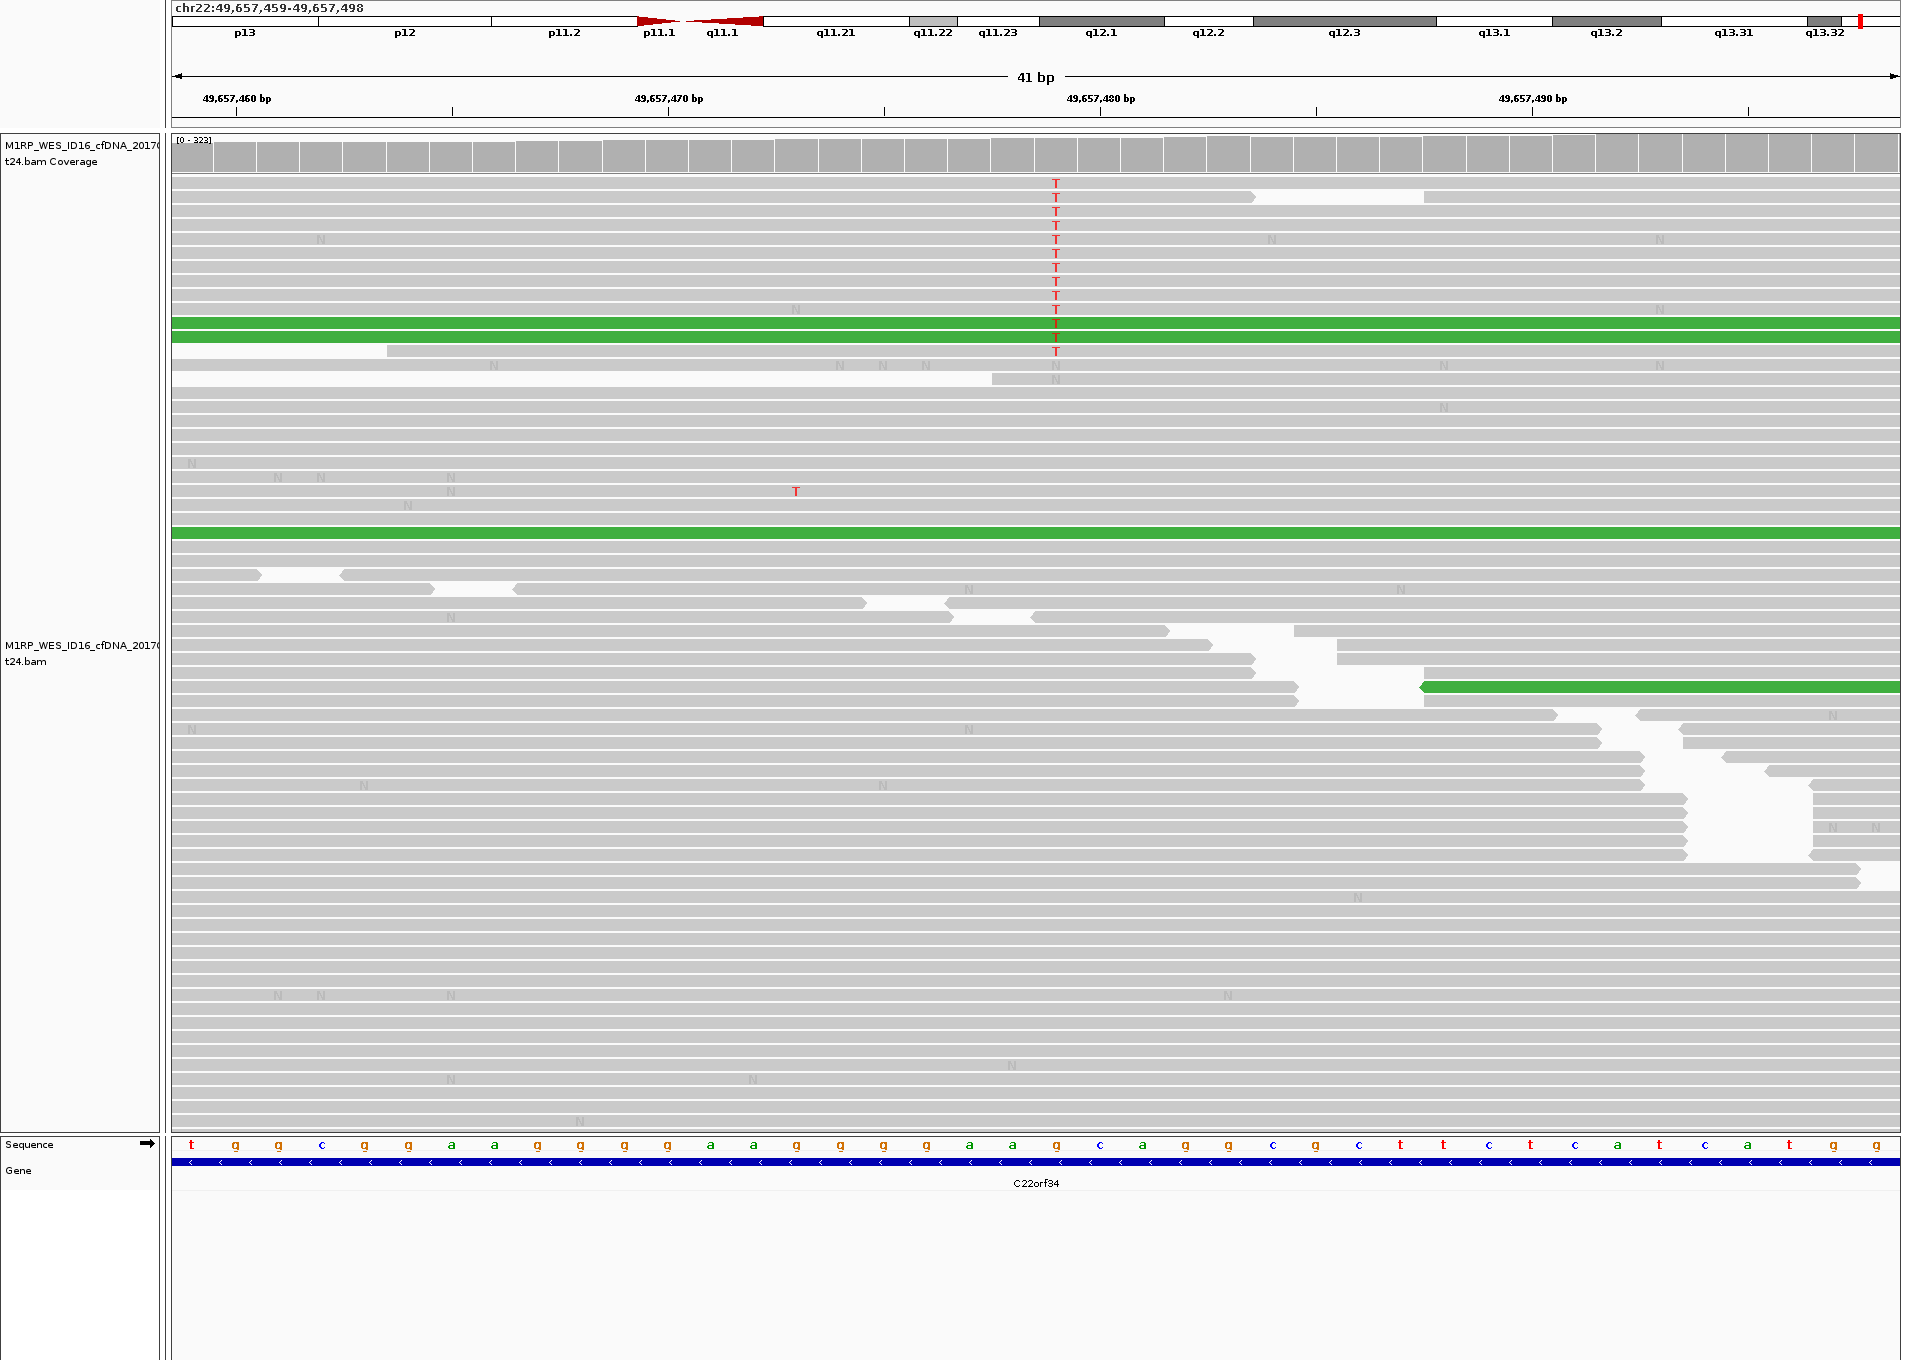 chr22:49,657,459-49,657,498
p13 p12 p11.2 p11.1 q11.1 q11.21 q11.22 q11.23 q12.1 q12.2 q12.3 q13.1 q13.2 q13.31 q13.32
41 bp
49,657,460 bp 49,657,470 bp 49,657,480 bp 49,657,490 bp
M1RP_WES_ID16_cfDNA_2017
t24.bam Coverage
[0 - 323]
T
T
T
T
N T N N
T
T
T
T
N T N
T
T
T
N N N N N N N
N
N
N
N N N
N T
N
N N
N
N
N N
N N
N N
N
N N N N
N
N N
N
M1RP_WES_ID16_cfDNA_2017
t24.bam
Sequence t g g c g g a a g g g g a a g g g g a a g c a g g c g c t t c t c a t c a t g g
Gene
C22orf34